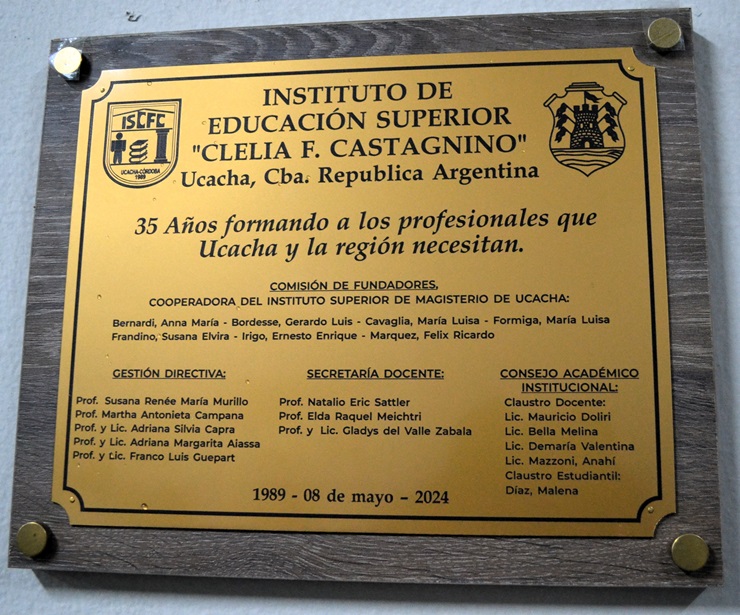 ISCFC
UCACHA-CÓRDOBA
1989
INSTITUTO DE
EDUCACIÓN SUPERIOR
"CLELIA F. CASTAGNINO"
Ucacha, Cba. Republica Argentina
35 Años formando a los profesionales que
Ucacha y la región necesitan.
COMISIÓN DE FUNDADORES,
COOPERADORA DEL INSTITUTO SUPERIOR DE MAGISTERIO DE UCACHA:
Bernardi, Anna María - Bordesse, Gerardo Luis - Cavaglia, María Luisa - Formiga, María Luisa
Frandino, Susana Elvira - Irigo, Ernesto Enrique - Marquez, Felix Ricardo
GESTIÓN DIRECTIVA:
Prof. Susana Renée María Murillo
Prof. Martha Antonieta Campana
Prof. y Lic. Adriana Silvia Capra
Prof. y Lic. Adriana Margarita Aiassa
Prof. y Lic. Franco Luis Guepart
SECRETARÍA DOCENTE:
Prof. Natalio Eric Sattler
Prof. Elda Raquel Meichtri
Prof. y Lic. Gladys del Valle Zabala
CONSEJO ACADÉMICO
INSTITUCIONAL:
Claustro Docente:
Lic. Mauricio Doliri
Lic. Bella Melina
Lic. Demaría Valentina
Lic. Mazzoni, Anahí
Claustro Estudiantil:
Díaz, Malena
1989 - 08 de mayo - 2024